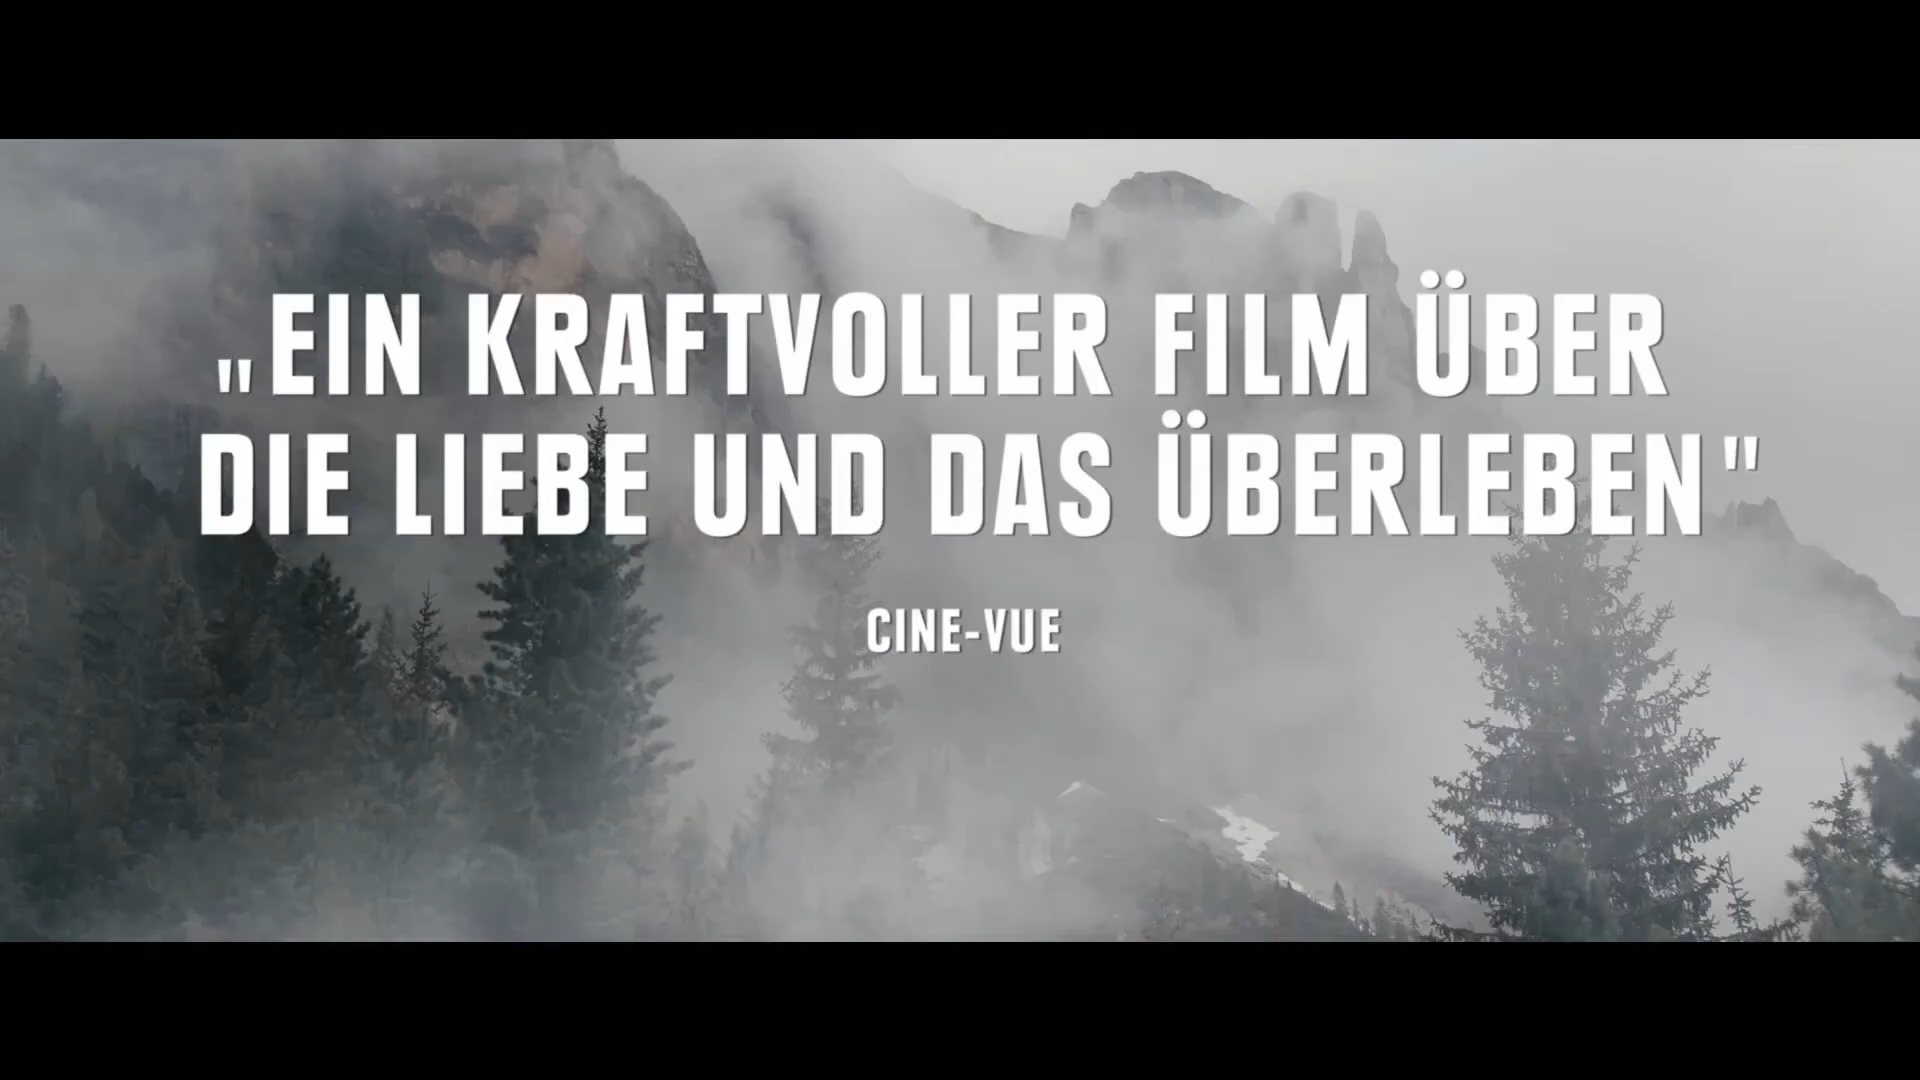 „EIN KRAFTVOLLER FILM ÜBER
DIE LIEBE UND DAS ÜBERLEBEN"
CINE-VUE